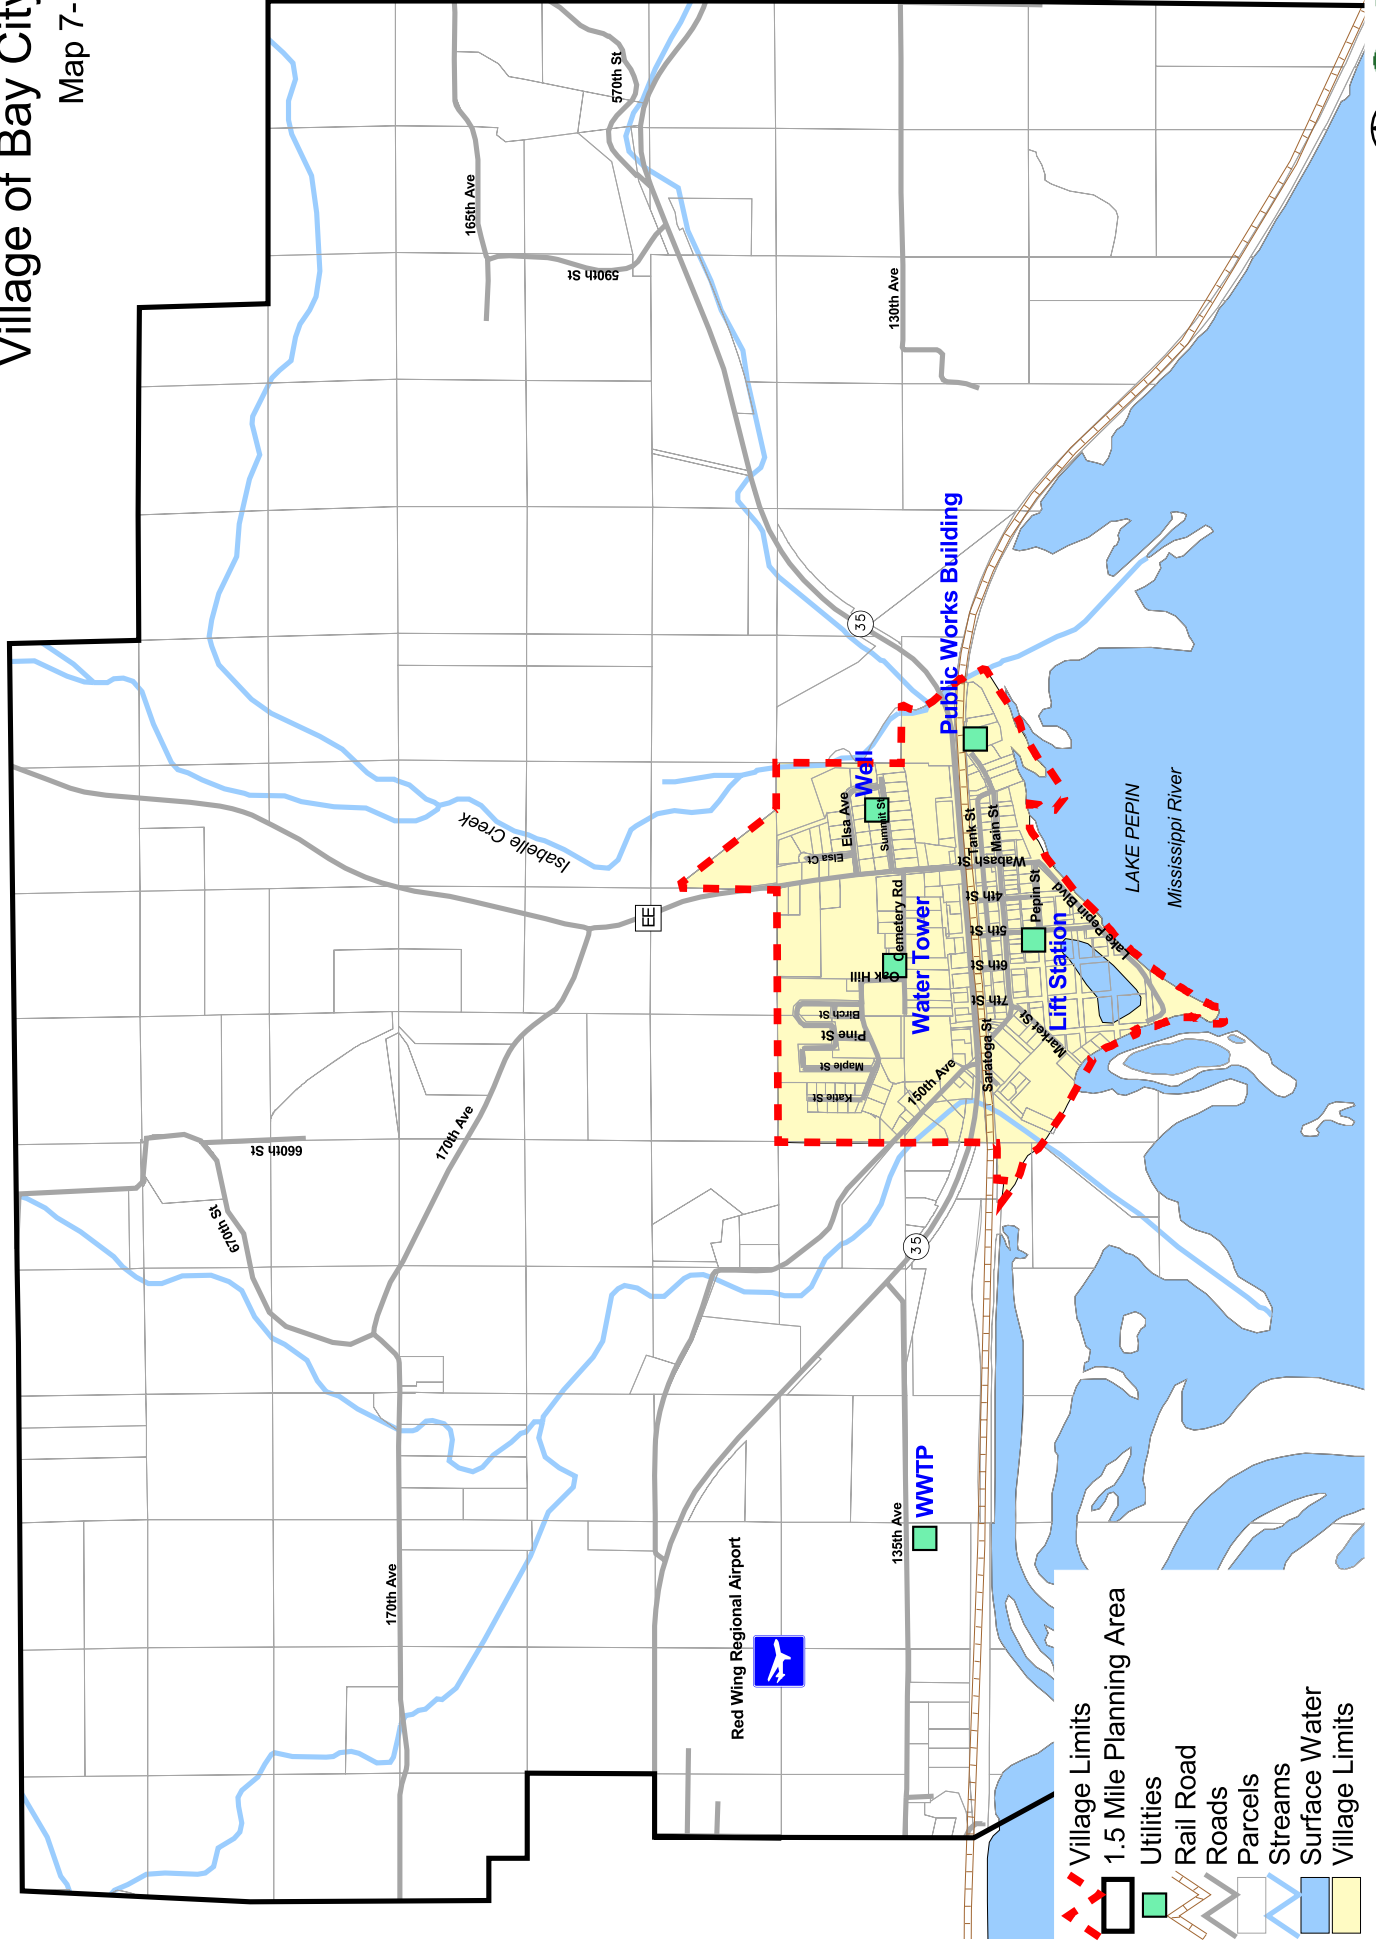 Village of Bay City
Map 7-
570th St
165th Ave
590th St
130th Ave
35
Public Works Building
Well
Elsa Ave
Summit St
Elsa Ct
Tank St
Main St
Wabash St
Isabelle Creek
EE
Cemetery Rd
4th St
Pepin St
Lake Pepin Blvd
5th St
LAKE PEPIN
Mississippi River
Water Tower
Oak Hill
6th St
Lift Station
7th St
Birch St
Pine St
Maple St
Katie St
Saratoga St
Market St
150th Ave
660th St
170th Ave
670th St
35
WWTP
135th Ave
170th Ave
Red Wing Regional Airport
Village Limits
1.5 Mile Planning Area
Utilities
Rail Road
Roads
Parcels
Streams
Surface Water
Village Limits